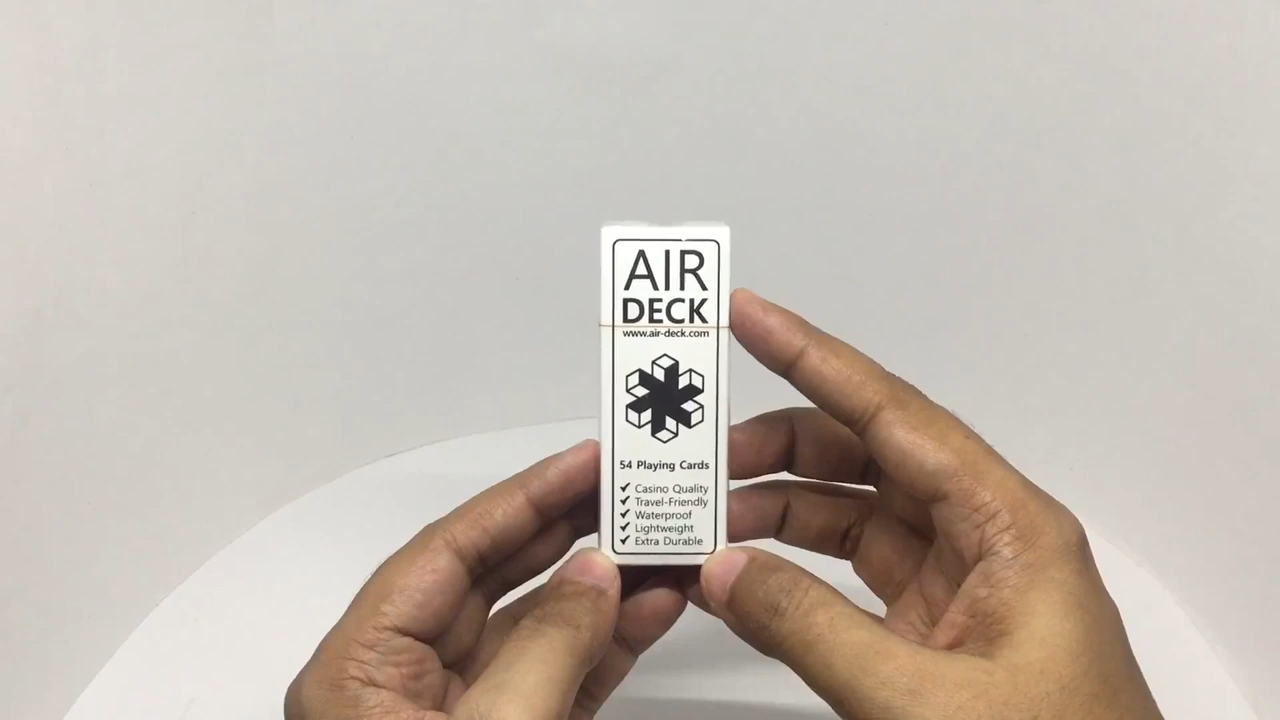 AIR
DECK
www.air-deck.com
54 Playing Cards
✔ Casino Quality
✔ Travel-Friendly
✔ Waterproof
✔ Lightweight
✔ Extra Durable